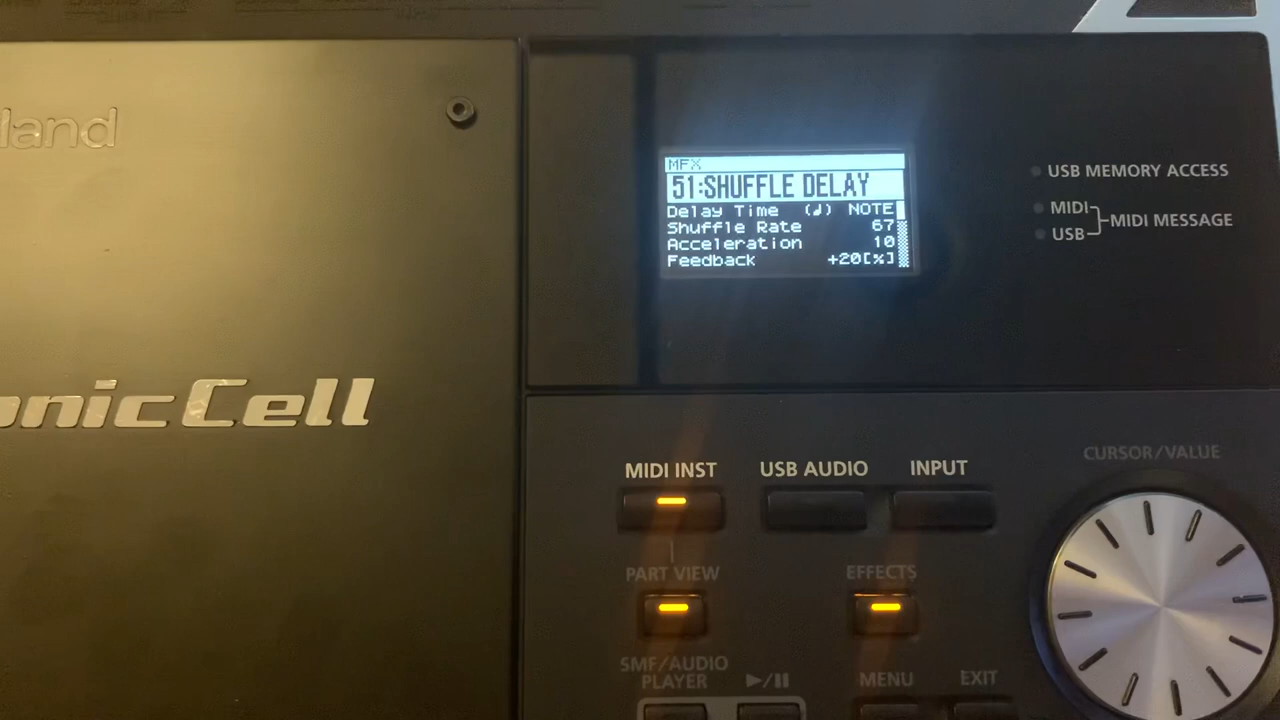 land
onicCell
MFX
51:SHUFFLE DELAY
Delay Time (♩) NOTE
Shuffle Rate 67
Acceleration 10
Feedback +20[%]
USB MEMORY ACCESS
MIDI
USB
MIDI MESSAGE
MIDI INST
USB AUDIO
INPUT
CURSOR/VALUE
PART VIEW
EFFECTS
SMF/AUDIO
PLAYER
►/II
MENU
EXIT